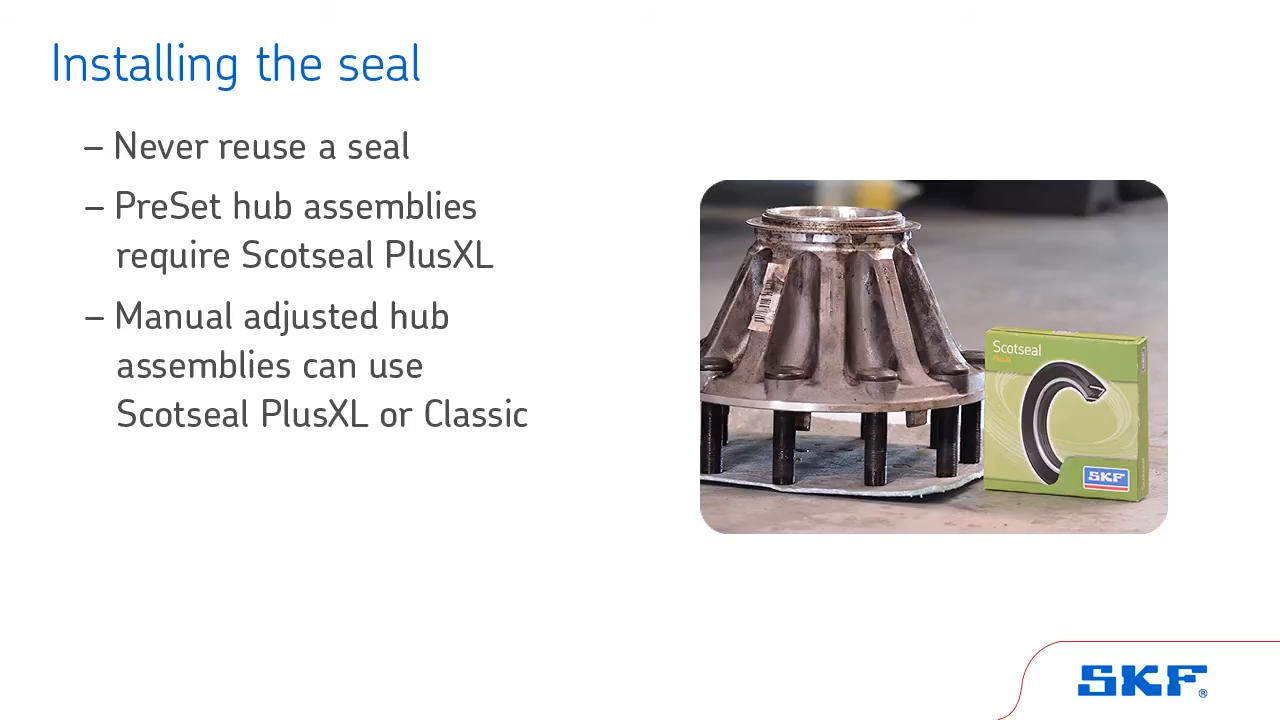 Installing the seal
– Never reuse a seal
– PreSet hub assemblies
require Scotseal PlusXL
– Manual adjusted hub
assemblies can use
Scotseal PlusXL or Classic
Scotseal
PlusXL
SKF
SKF®